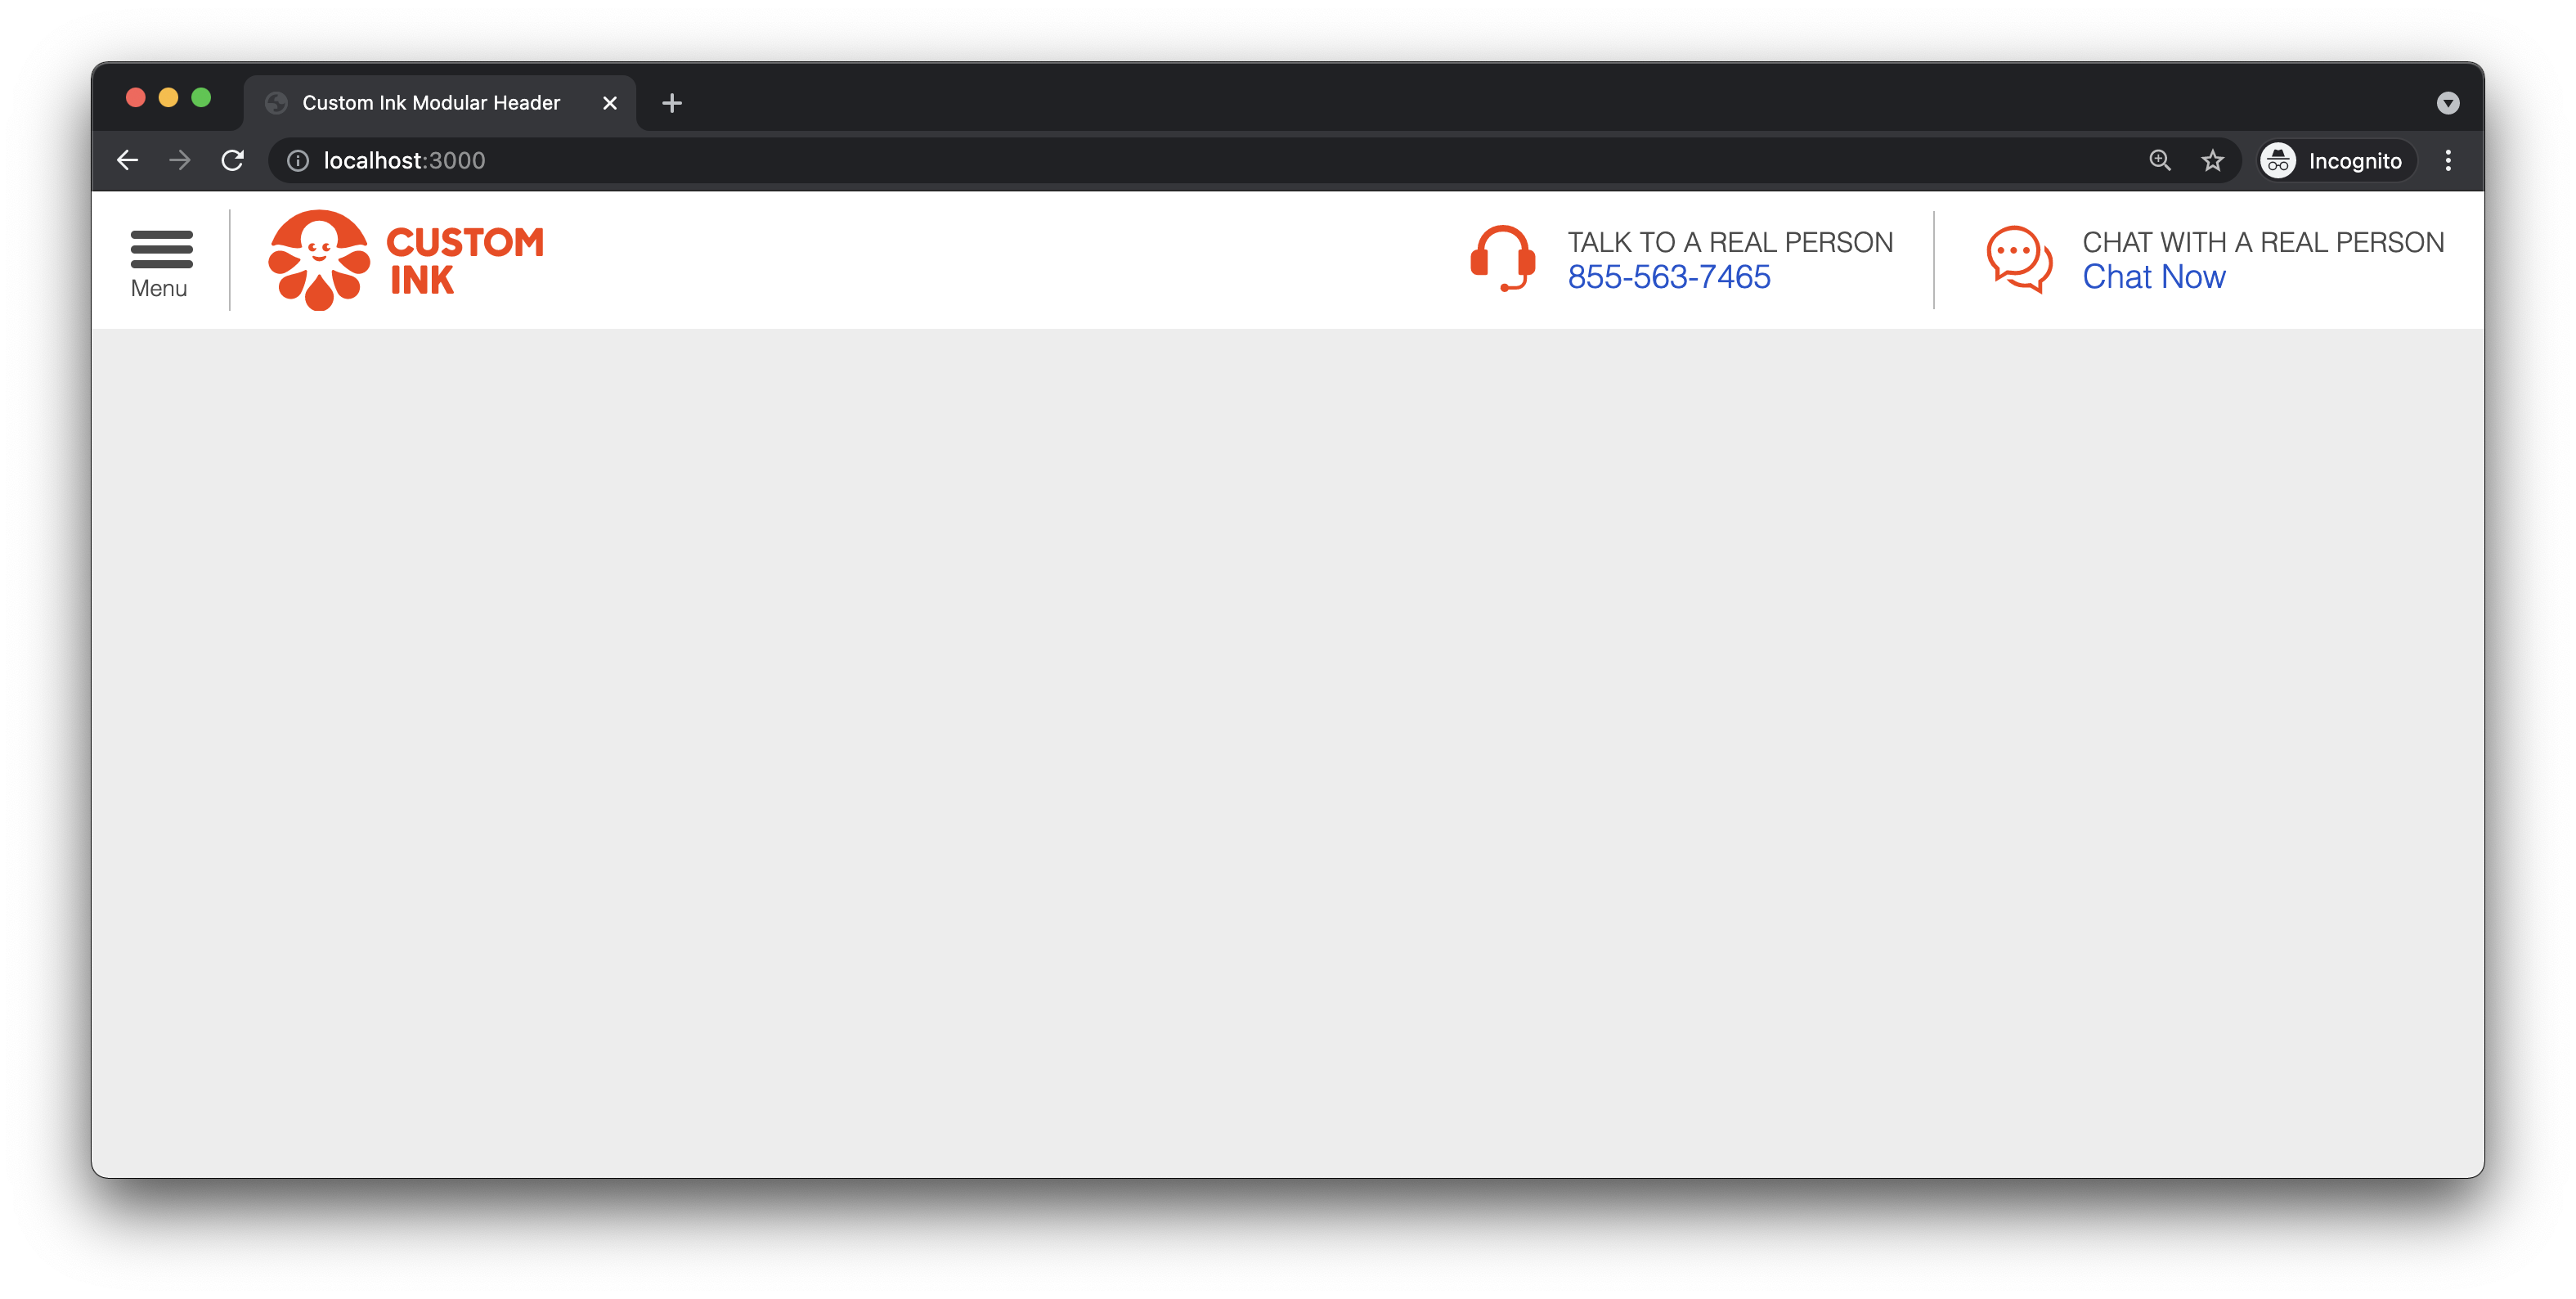 Custom Ink Modular Header
localhost:3000
Incognito
Menu
CUSTOM
INK
TALK TO A REAL PERSON
855-563-7465
CHAT WITH A REAL PERSON
Chat Now